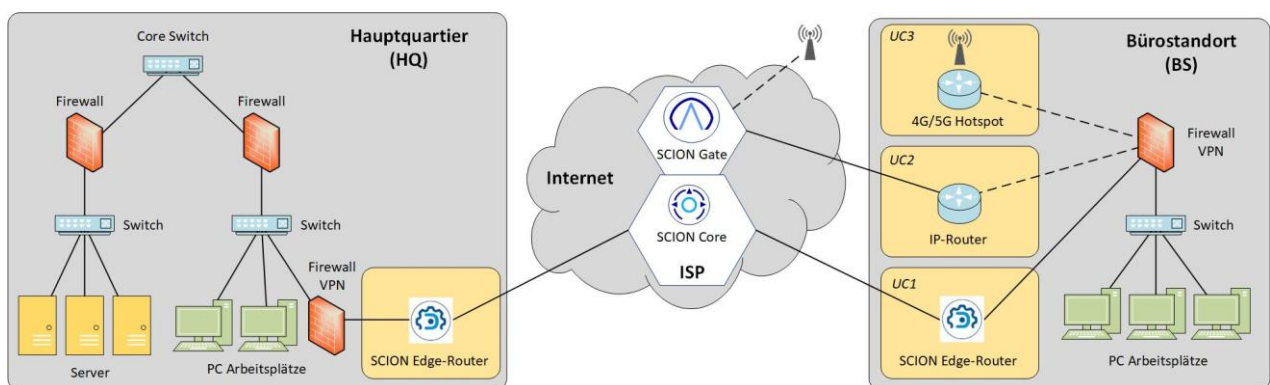 Hauptquartier
(HQ)
Core Switch
Firewall
Firewall
Switch
Switch
Server
PC Arbeitsplätze
Firewall
VPN
SCION Edge-Router
Internet
SCION Gate
SCION Core
ISP
Bürostandort
(BS)
UC3
4G/5G Hotspot
UC2
IP-Router
UC1
SCION Edge-Router
Firewall
VPN
Switch
PC Arbeitsplätze